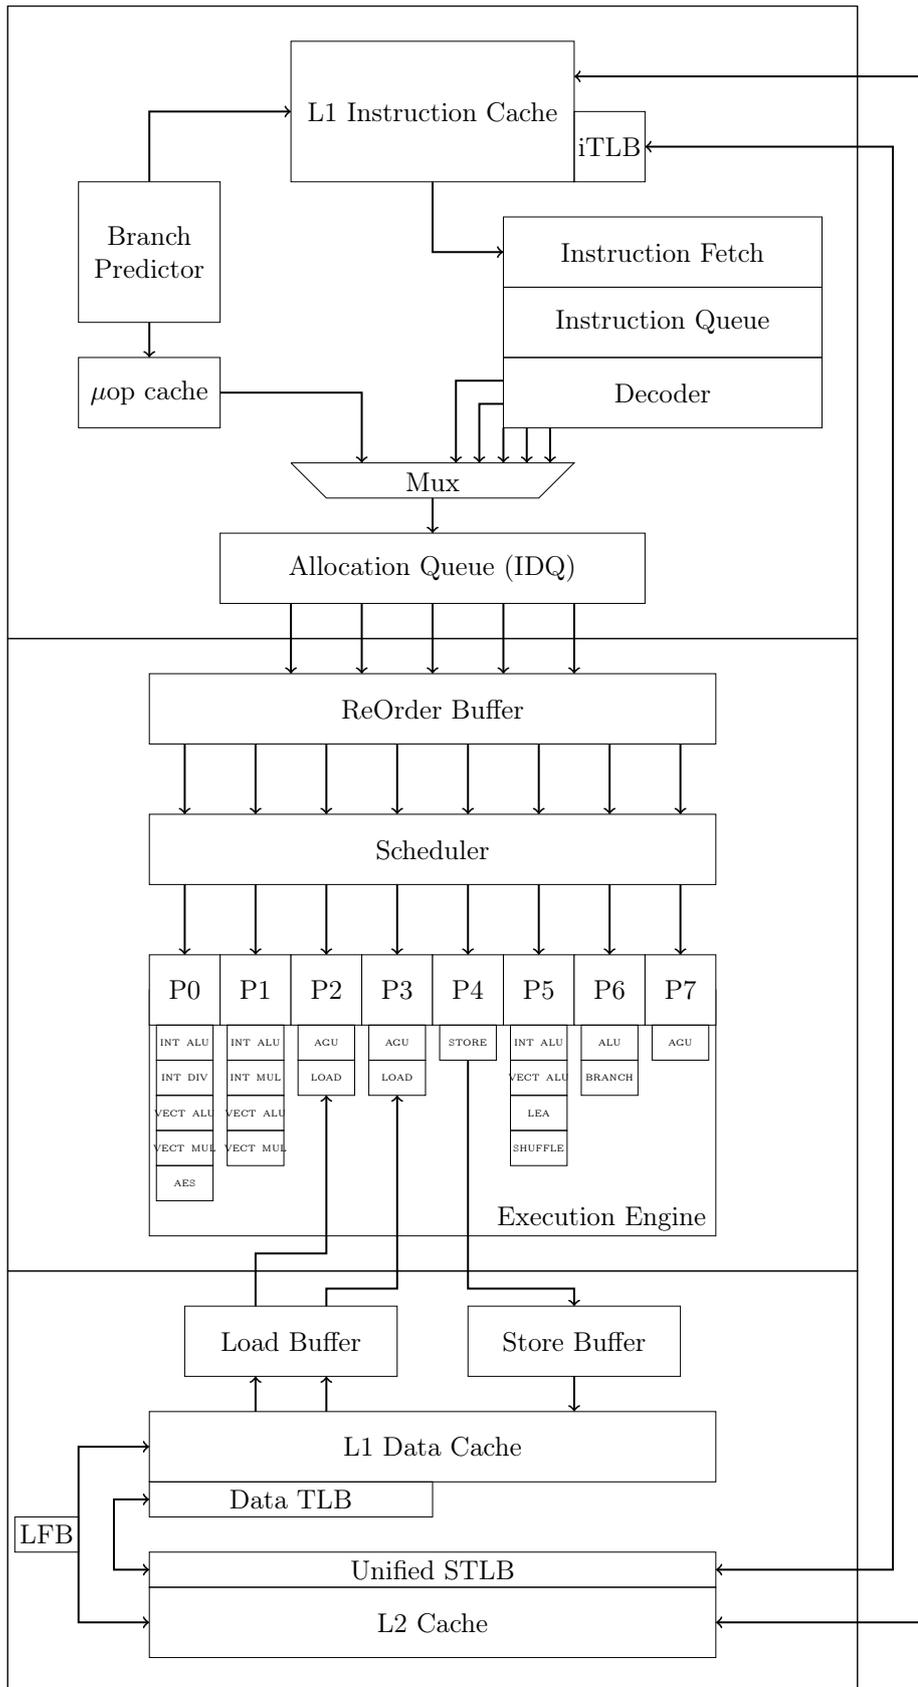 L1 Instruction Cache
iTLB
Branch
Predictor
Instruction Fetch
Instruction Queue
μop cache
Decoder
Mux
Allocation Queue (IDQ)
ReOrder Buffer
Scheduler
P0 P1 P2 P3 P4 P5 P6 P7
INT ALU INT ALU AGU AGU STORE INT ALU ALU AGU
INT DIV INT MUL LOAD LOAD VECT ALU BRANCH
VECT ALU VECT ALU LEA
VECT MUL VECT MUL SHUFFLE
AES
Execution Engine
Load Buffer Store Buffer
L1 Data Cache
Data TLB
LFB
Unified STLB
L2 Cache